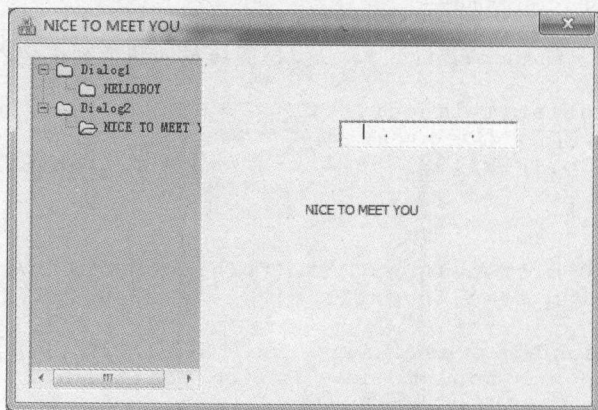 NICE TO MEET YOU
Dialog1
HELLOBOY
Dialog2
NICE TO MEET
NICE TO MEET YOU